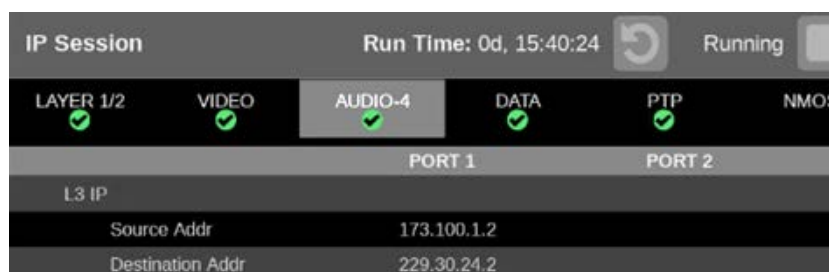 IP Session Run Time: 0d, 15:40:24 Running
LAYER 1/2 VIDEO AUDIO-4 DATA PTP NMOS
PORT 1 PORT 2
L3 IP
Source Addr 173.100.1.2
Destination Addr 229.30.24.2